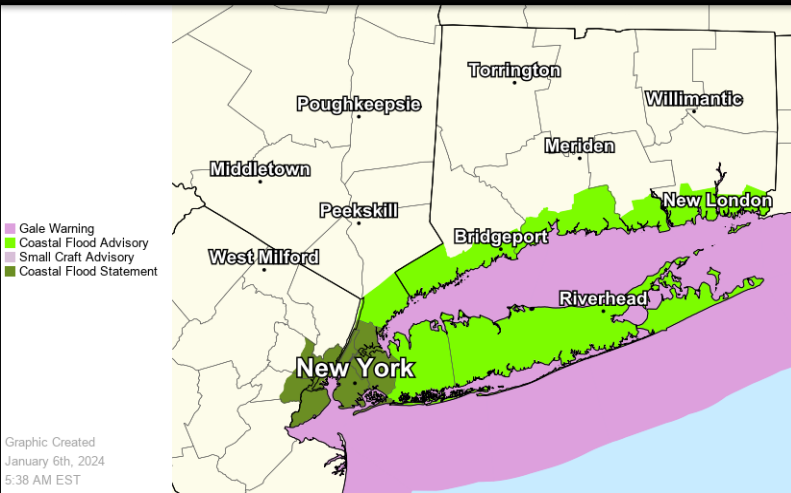 Torrington
Poughkeepsie
Willimantic
Meriden
Middletown
New London
Peekskill
Gale Warning
Coastal Flood Advisory
Small Craft Advisory
Coastal Flood Statement
Bridgeport
West Milford
Riverhead
New York
Graphic Created
January 6th, 2024
5:38 AM EST